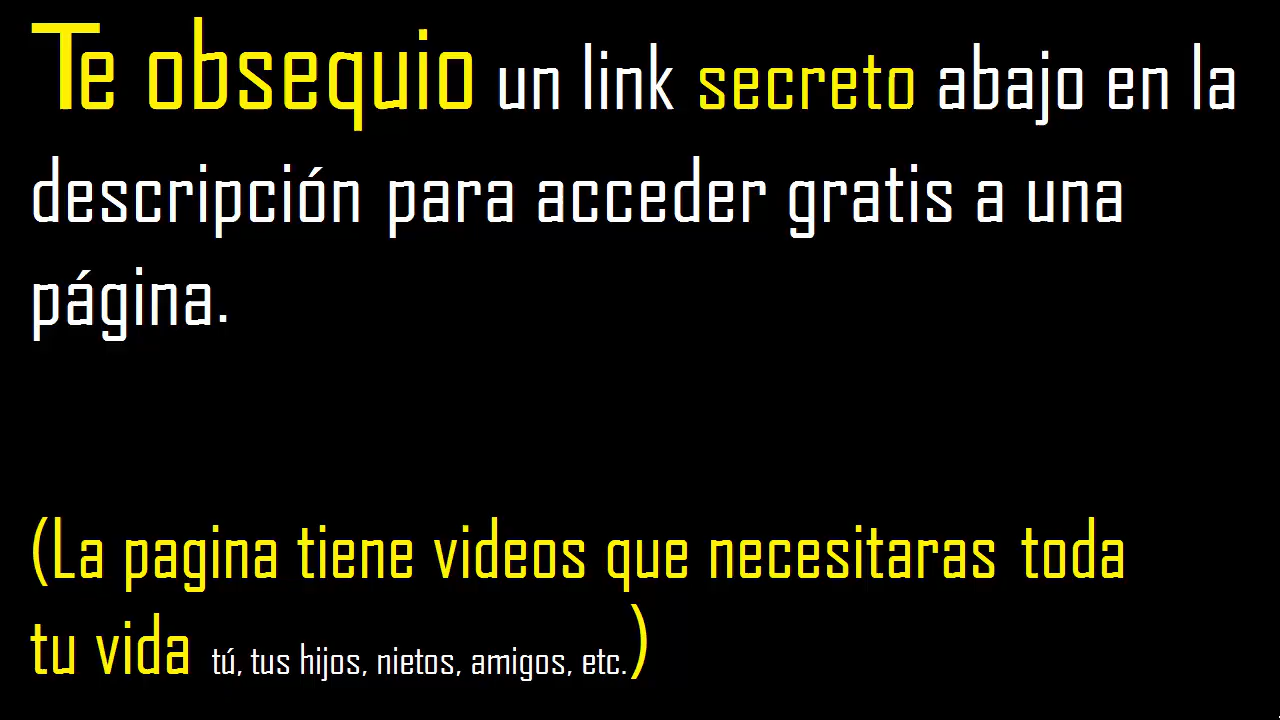 Te obsequio un link secreto abajo en la
descripción para acceder gratis a una
página.
(La pagina tiene videos que necesitaras toda
tu vida tú, tus hijos, nietos, amigos, etc.)